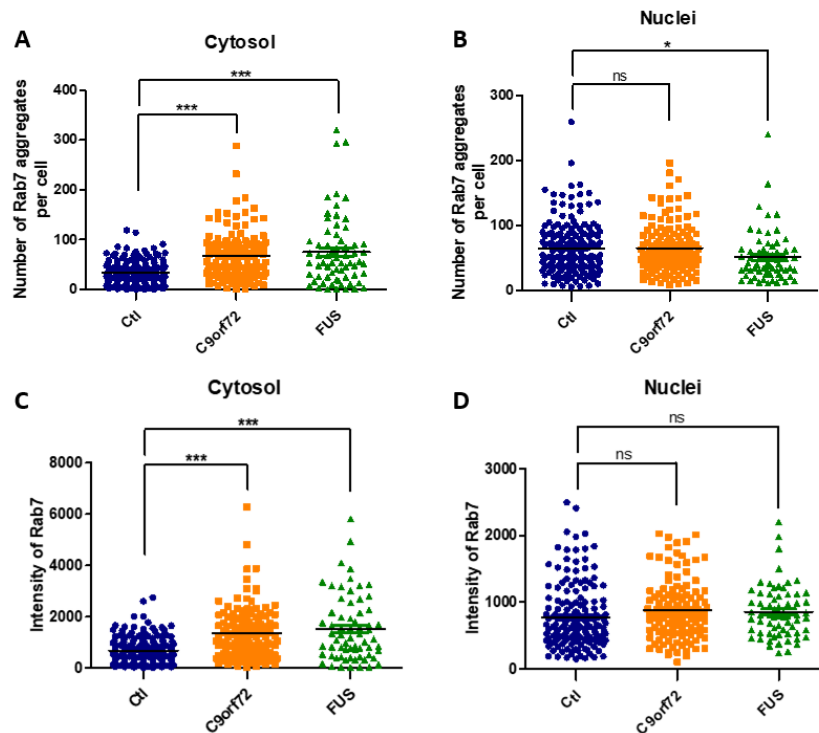 A
Cytosol
Number of Rab7 aggregates
per cell
400
300
200
100
0
***
***
Ctl
C9orf72
FUS
B
Nuclei
Number of Rab7 aggregates
per cell
300
200
100
0
*
ns
Ctl
C9orf72
FUS
C
Cytosol
Intensity of Rab7
8000
6000
4000
2000
0
***
***
Ctl
C9orf72
FUS
D
Nuclei
Intensity of Rab7
3000
2000
1000
0
ns
ns
Ctl
C9orf72
FUS